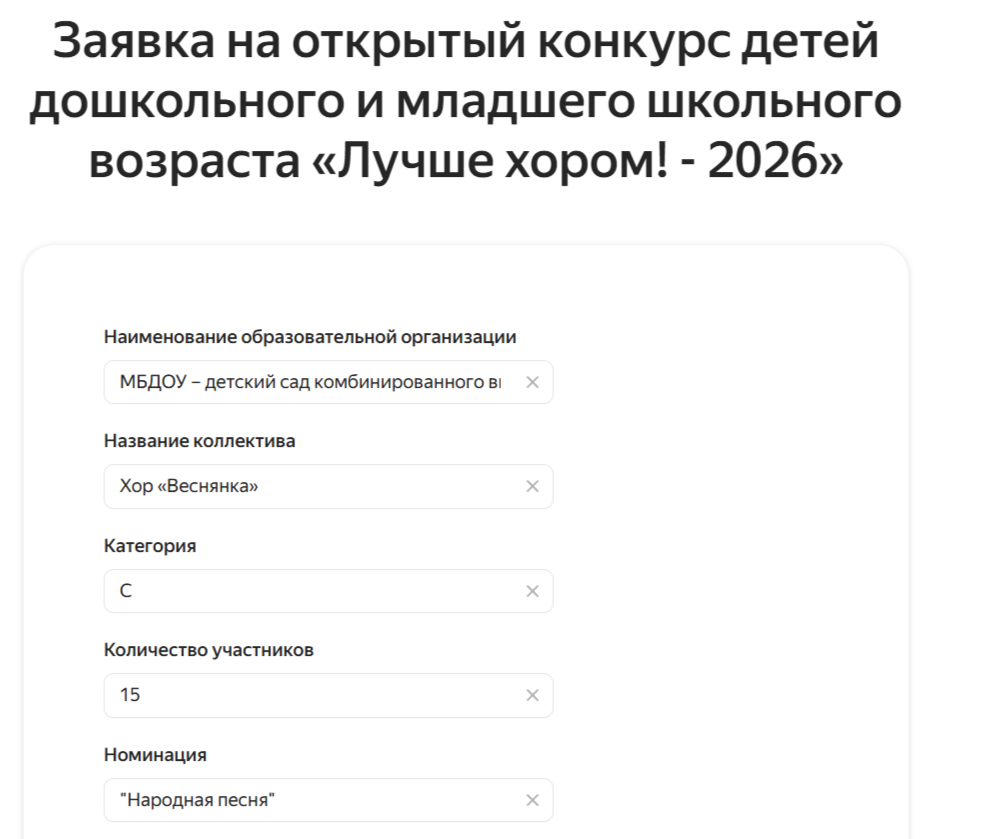 Заявка на открытый конкурс детей
дошкольного и младшего школьного
возраста «Лучше хором! - 2026»
Наименование образовательной организации
МБДОУ – детский сад комбинированного
Название коллектива
Хор «Веснянка»
Категория
С
Количество участников
15
Номинация
"Народная песня"